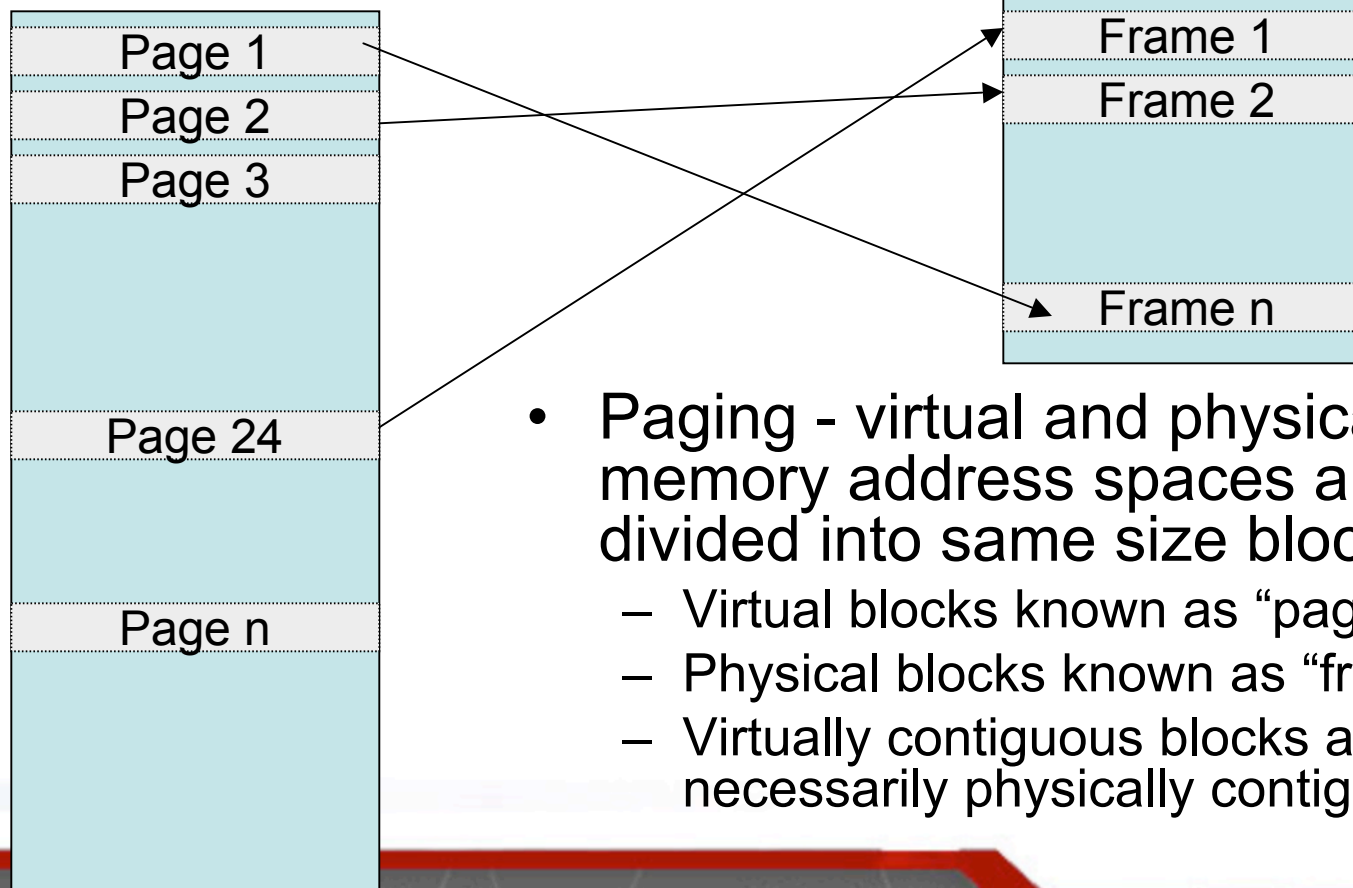 Page 1
Page 2
Page 3
Page 24
Page n
Frame 1
Frame 2
Frame n
• Paging - virtual and physica
memory address spaces a
divided into same size bloc
– Virtual blocks known as “pag
– Physical blocks known as “fr
– Virtually contiguous blocks a
necessarily physically contig